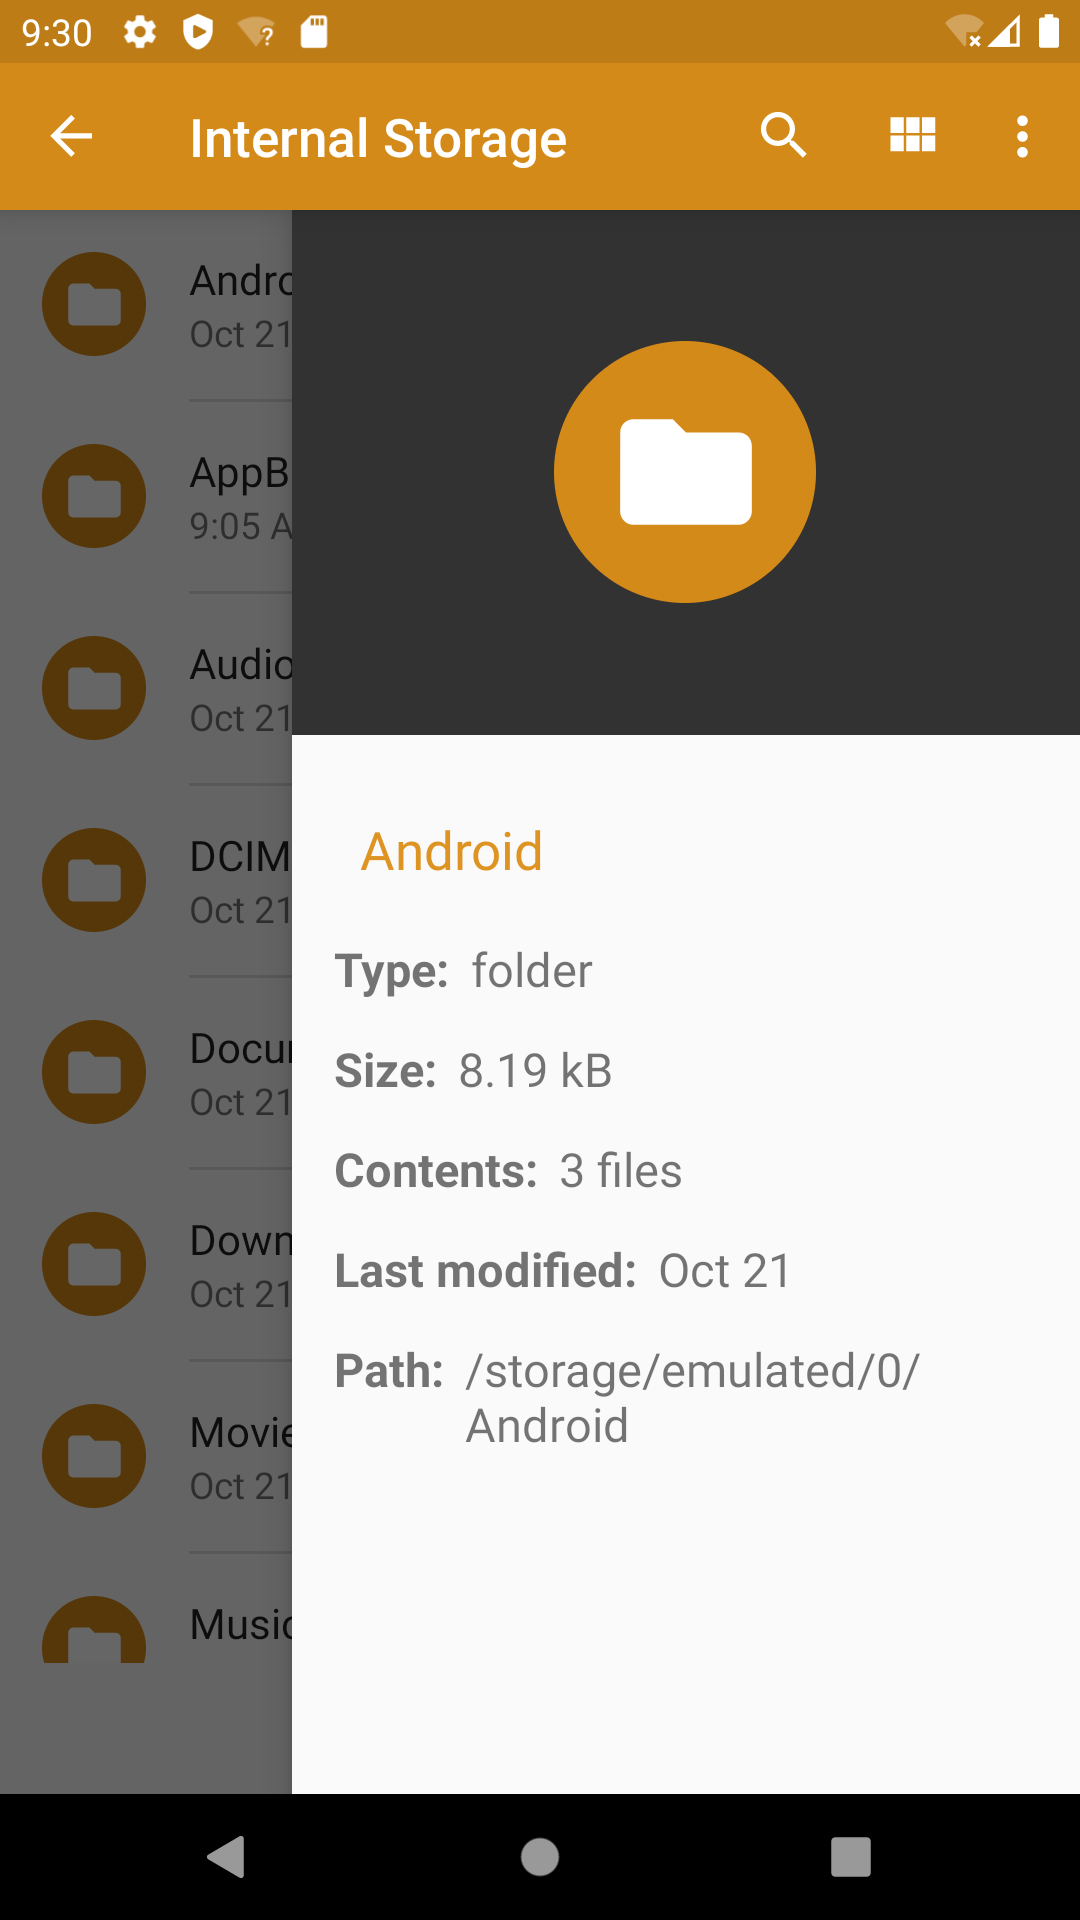 9:30
Internal Storage
Andro
Oct 21
AppB
9:05 A
Audio
Oct 21
DCIM
Oct 21
Docu
Oct 21
Down
Oct 21
Movie
Oct 21
Music
Android
Type: folder
Size: 8.19 kB
Contents: 3 files
Last modified: Oct 21
Path: /storage/emulated/0/
Android